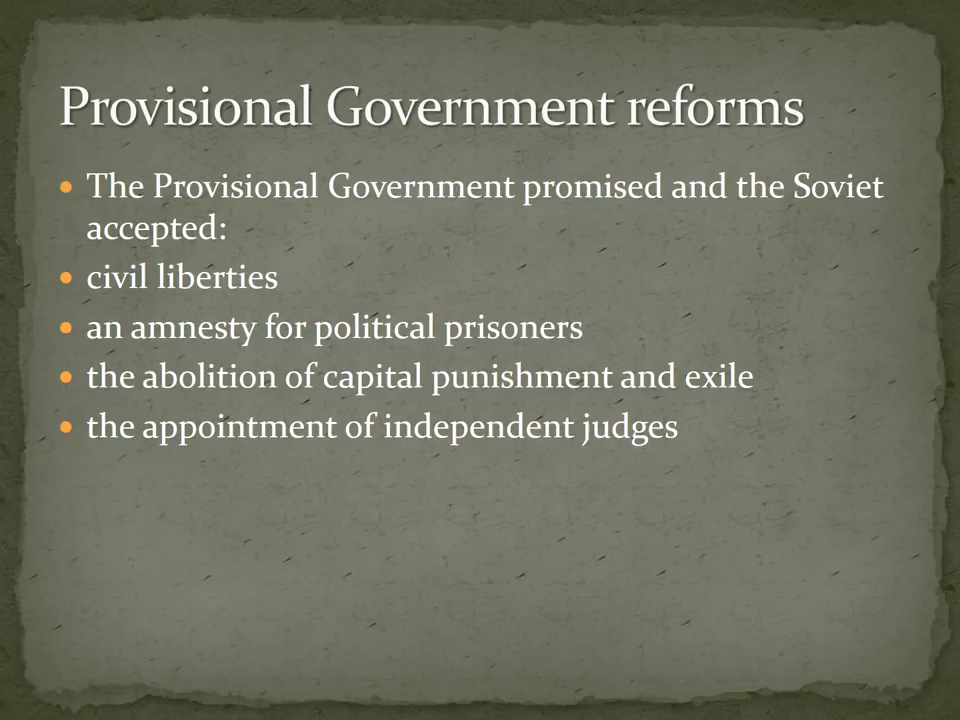 Provisional Government reforms
• The Provisional Government promised and the Soviet
accepted:
• civil liberties
• an amnesty for political prisoners
• the abolition of capital punishment and exile
• the appointment of independent judges